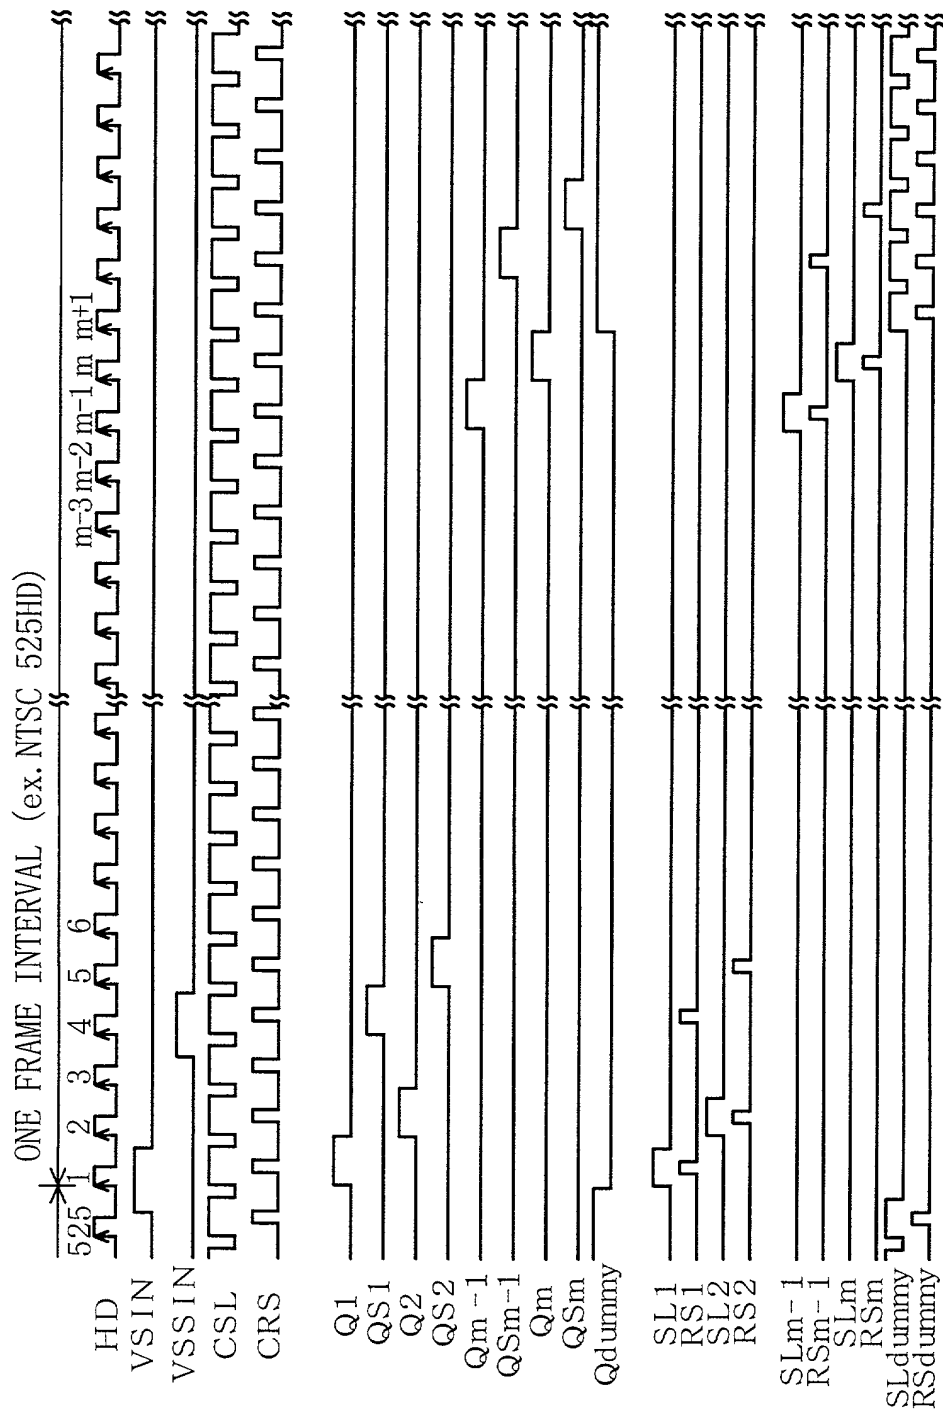 ONE FRAME INTERVAL (ex. NTSC 525HD)
525 1 2 3 4 5 6 m-3 m-2 m-1 m m+1
HD
VSIN
VSSIN
CSL
CRS
Q1
QS1
Q2
QS2
Qm-1
QSm-1
Qm
QSm
Qdummy
SL1
RS1
SL2
RS2
SLm-1
RSm-1
SLm
RSm
SLdummy
RSdummy